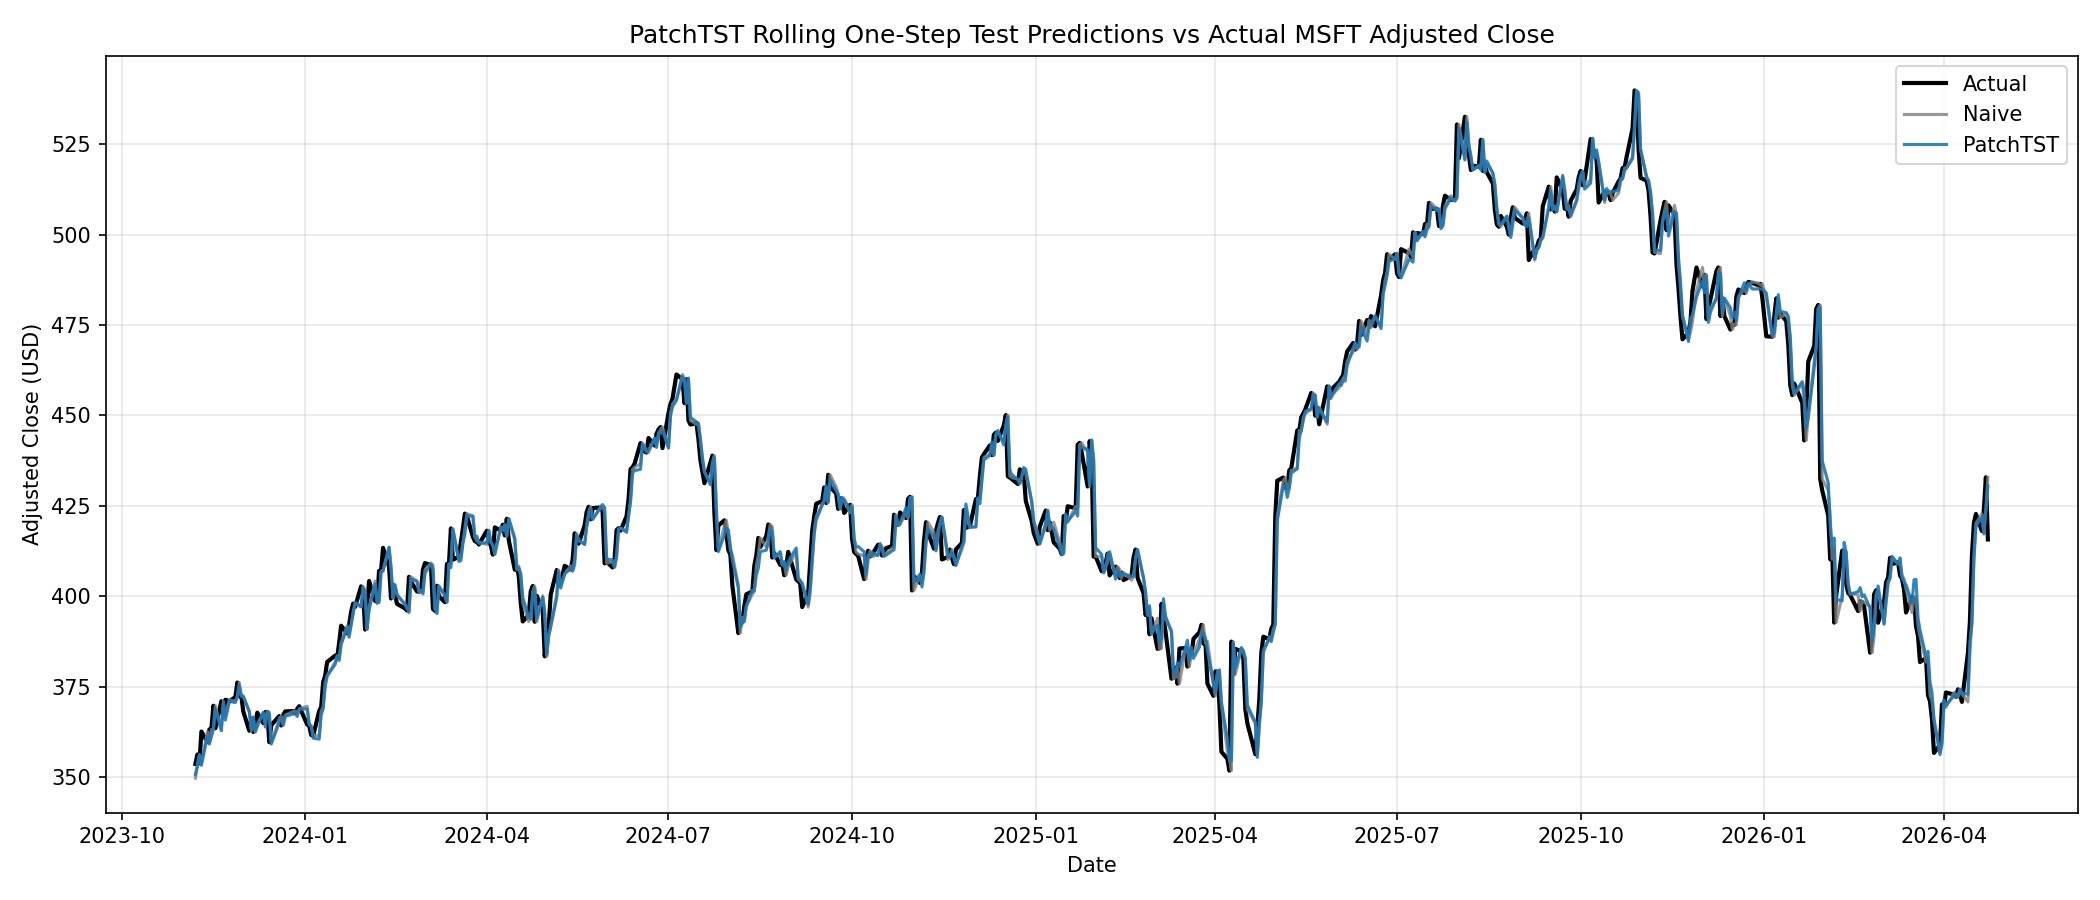 PatchTST Rolling One-Step Test Predictions vs Actual MSFT Adjusted Close
Actual
Naive
PatchTST
Adjusted Close (USD)
525
500
475
450
425
400
375
350
2023-10 2024-01 2024-04 2024-07 2024-10 2025-01 2025-04 2025-07 2025-10 2026-01 2026-04
Date